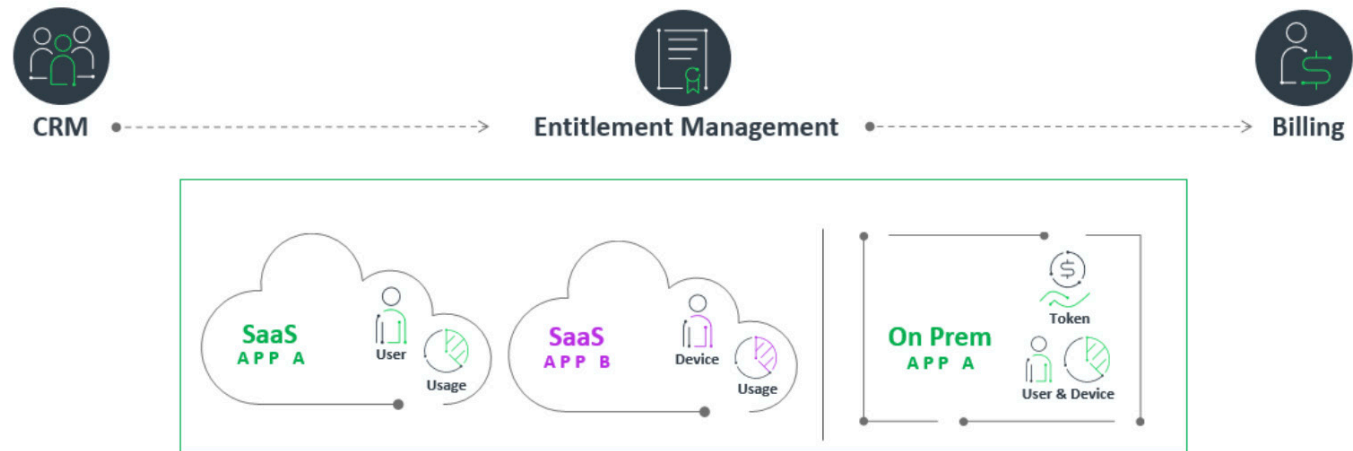 CRM
Entitlement Management
Billing
SaaS
APP A
User
Usage
SaaS
APP B
Device
Usage
On Prem
APP A
Token
User & Device